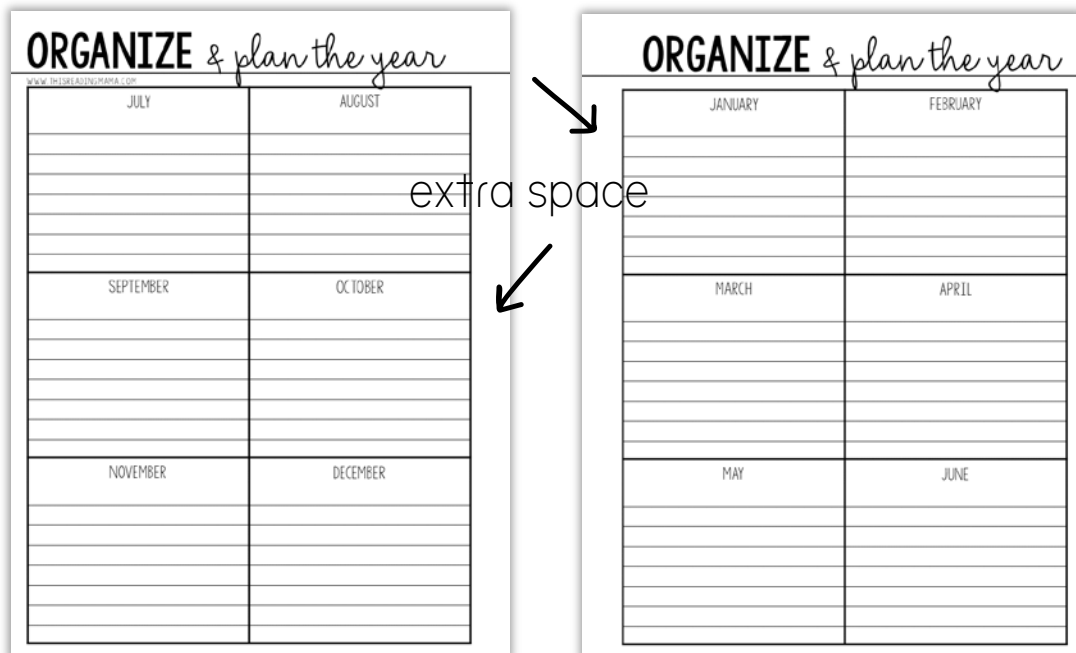 ORGANIZE & plan the year
WWW.THISREADINGMAMA.COM
JULY AUGUST
SEPTEMBER OCTOBER
NOVEMBER DECEMBER
extra space
ORGANIZE & plan the year
JANUARY FEBRUARY
MARCH APRIL
MAY JUNE